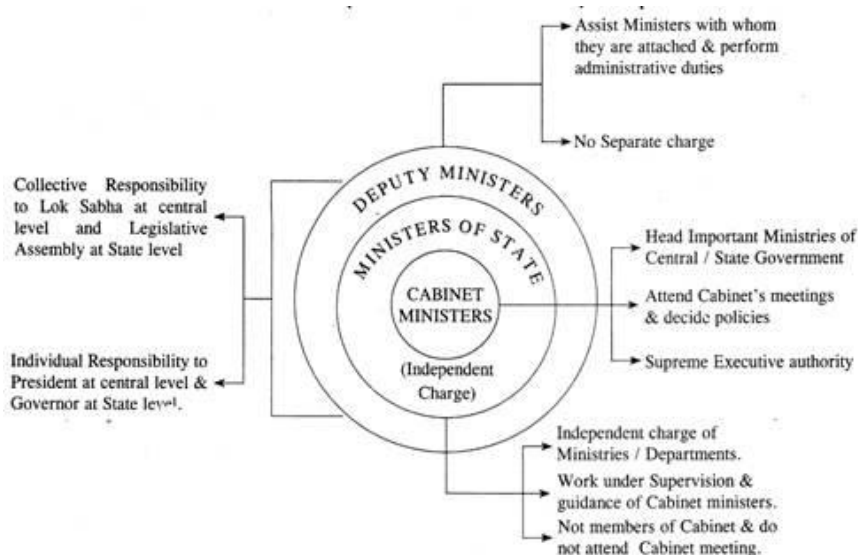 Assist Ministers with whom
they are attached & perform
administrative duties
No Separate charge
DEPUTY MINISTERS
MINISTERS OF STATE
CABINET
MINISTERS
(Independent
Charge)
Collective Responsibility
to Lok Sabha at central
level and Legislative
Assembly at State level
Individual Responsibility to
President at central level &
Governor at State level.
Head Important Ministries of
Central / State Government
Attend Cabinet's meetings
& decide policies
Supreme Executive authority
Independent charge of
Ministries / Departments.
Work under Supervision &
guidance of Cabinet ministers.
Not members of Cabinet & do
not attend Cabinet meeting.